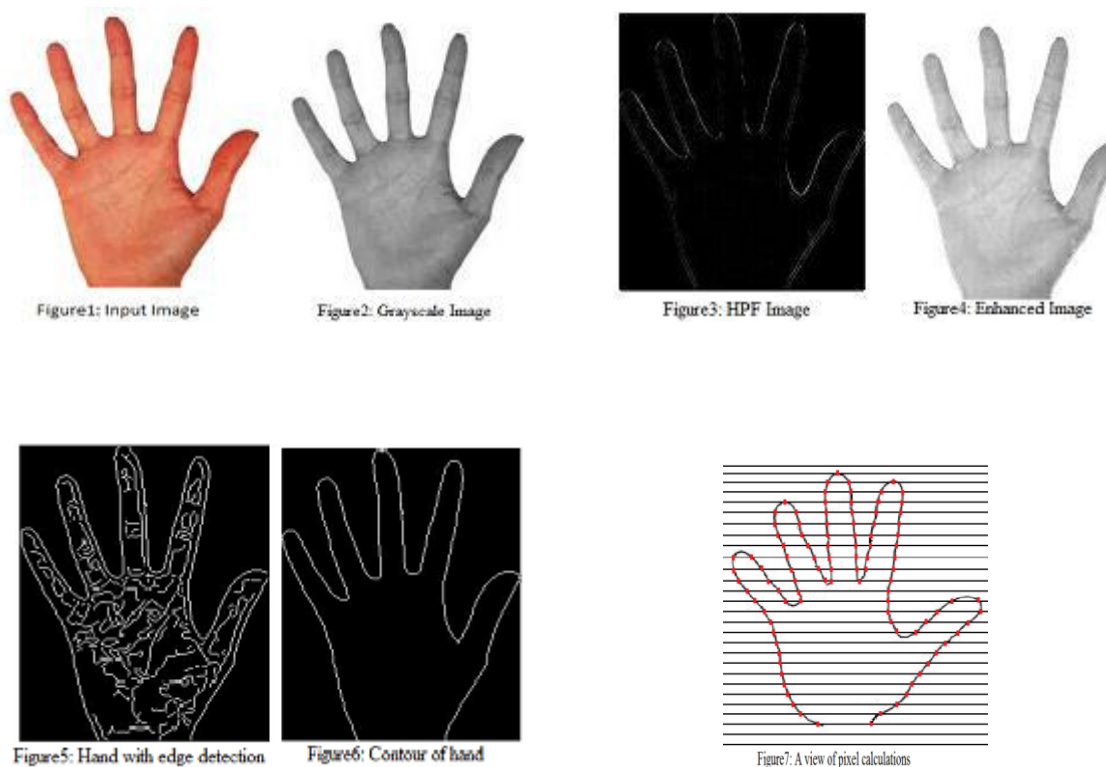 Figure1: Input Image
Figure2: Grayscale Image
Figure3: HPF Image
Figure4: Enhanced Image
Figure5: Hand with edge detection
Figure6: Contour of hand
Figure7: A view of pixel calculations